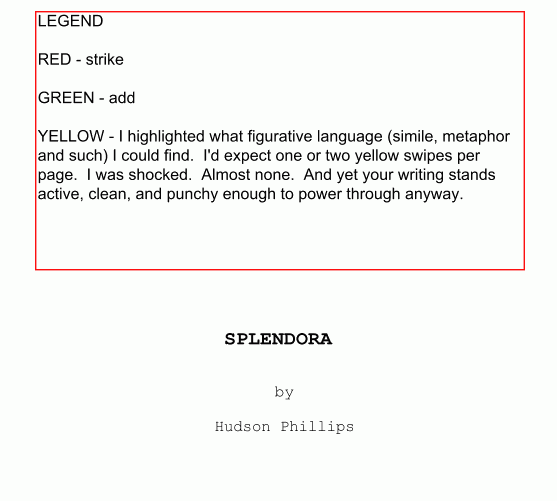 LEGEND
RED - strike
GREEN - add
YELLOW - I highlighted what figurative language (simile, metaphor
and such) I could find.  I'd expect one or two yellow swipes per
page.  I was shocked.  Almost none.  And yet your writing stands
active, clean, and punchy enough to power through anyway.
SPLENDORA
by
Hudson Phillips